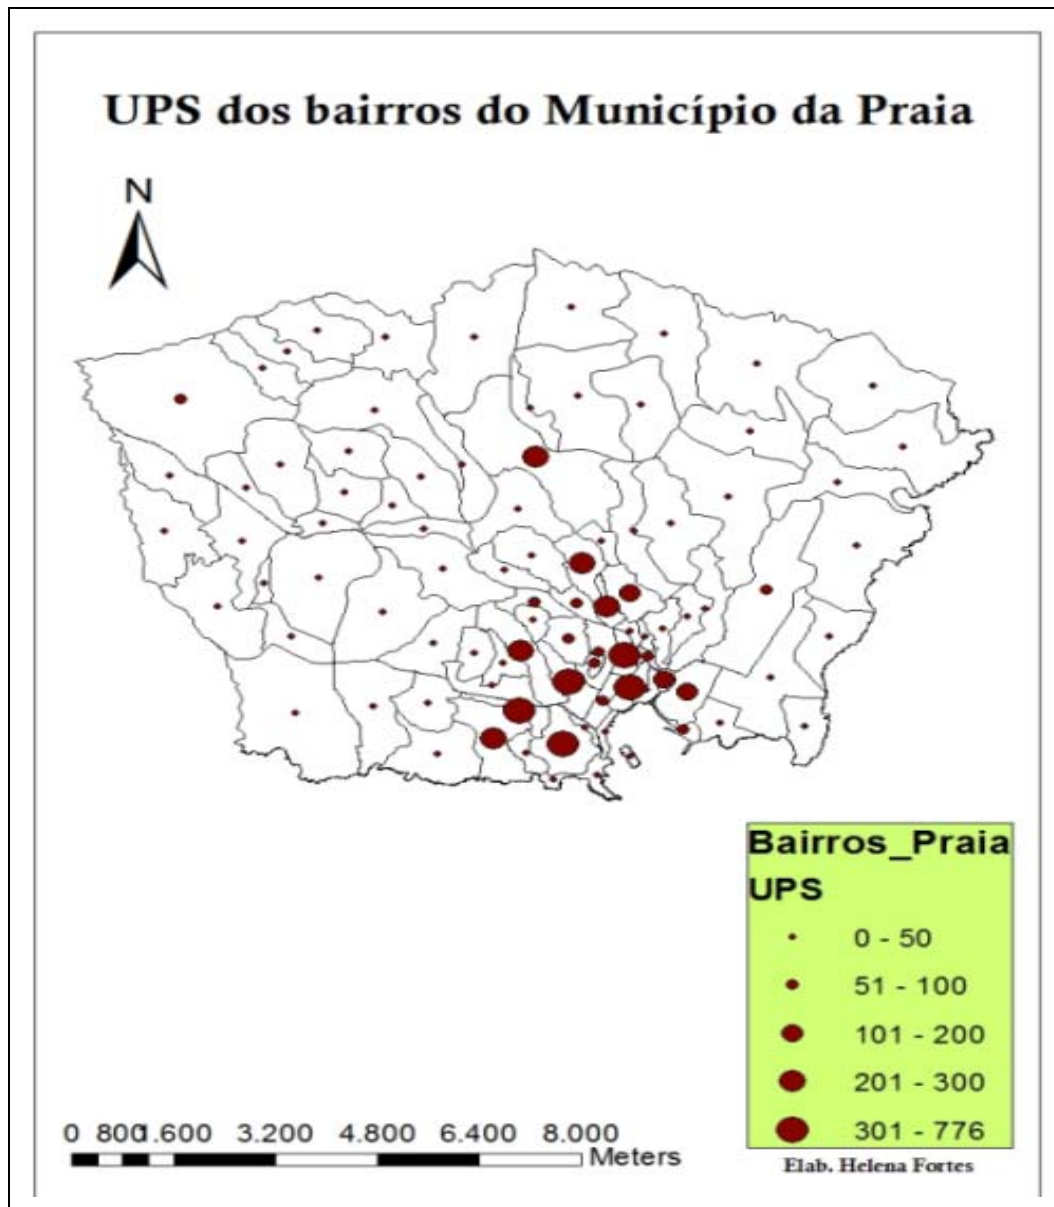 UPS dos bairros do Município da Praia
N
Bairros_Praia
UPS
0 - 50
51 - 100
101 - 200
201 - 300
301 - 776
0 800 1.600 3.200 4.800 6.400 8.000
Meters
Elab. Helena Fortes